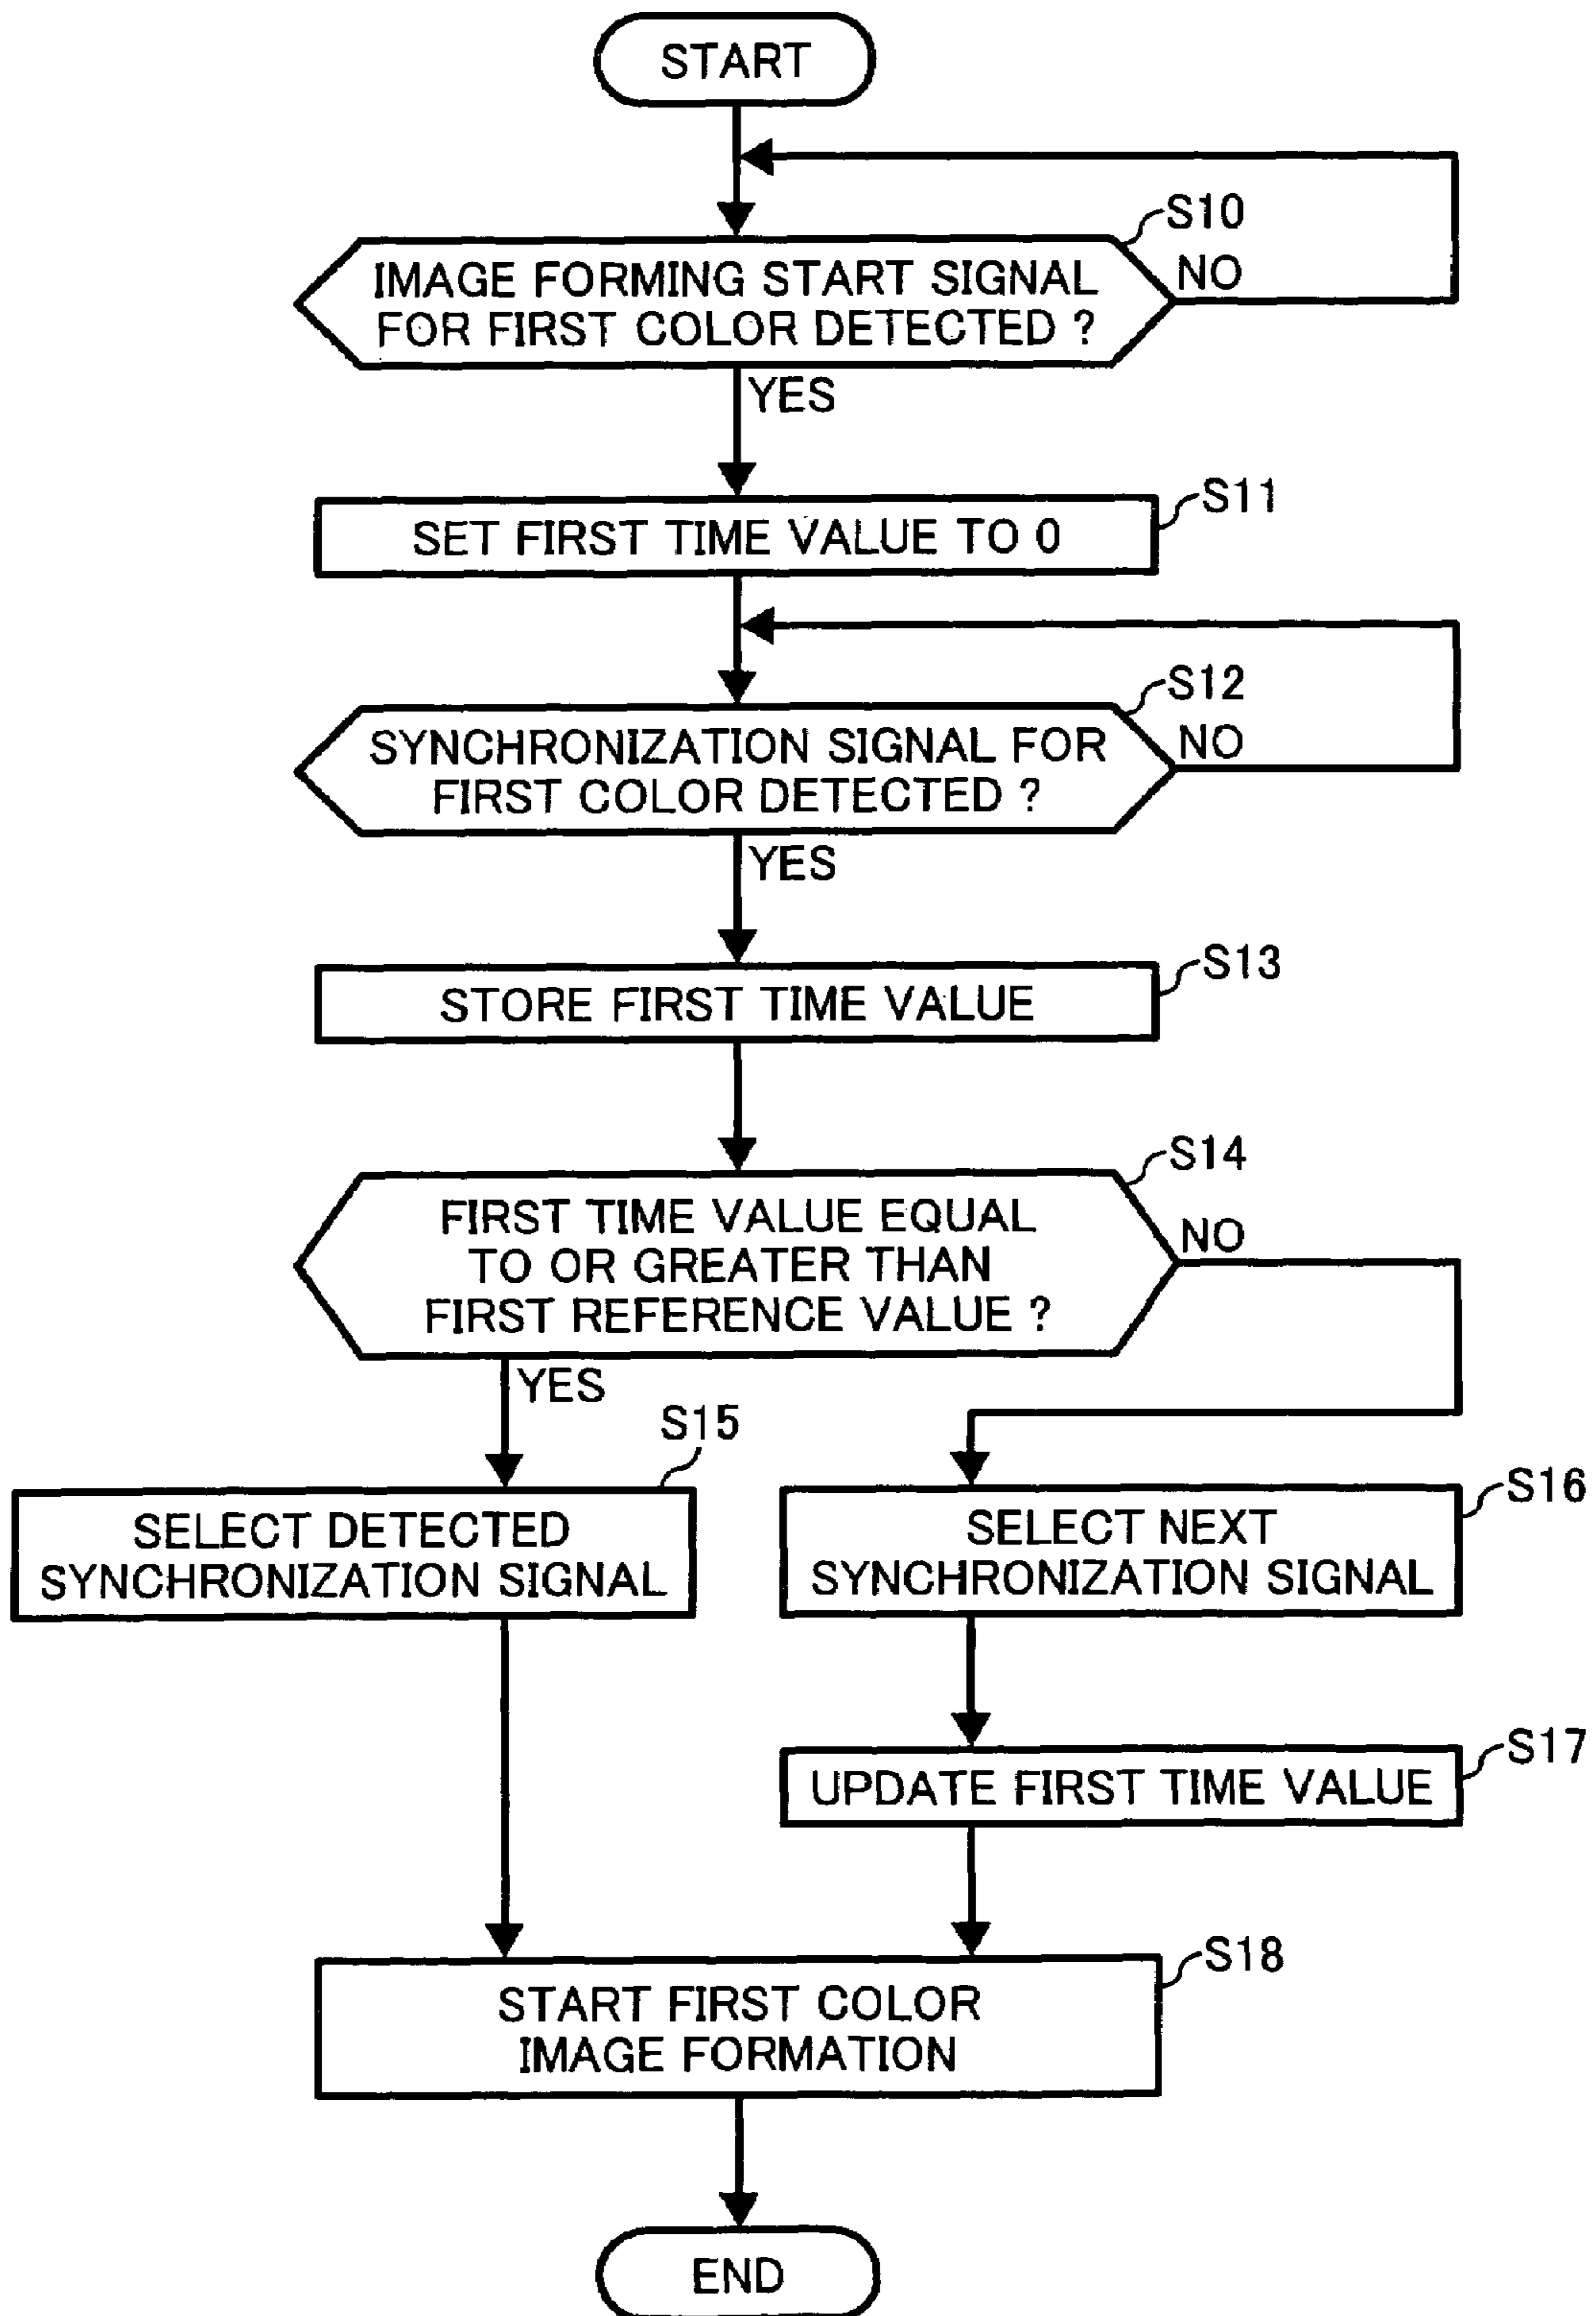 START
S10
IMAGE FORMING START SIGNAL
FOR FIRST COLOR DETECTED ?
NO
YES
S11
SET FIRST TIME VALUE TO 0
S12
SYNCHRONIZATION SIGNAL FOR
FIRST COLOR DETECTED ?
NO
YES
S13
STORE FIRST TIME VALUE
S14
FIRST TIME VALUE EQUAL
TO OR GREATER THAN
FIRST REFERENCE VALUE ?
NO
YES
S15
SELECT DETECTED
SYNCHRONIZATION SIGNAL
S16
SELECT NEXT
SYNCHRONIZATION SIGNAL
S17
UPDATE FIRST TIME VALUE
S18
START FIRST COLOR
IMAGE FORMATION
END